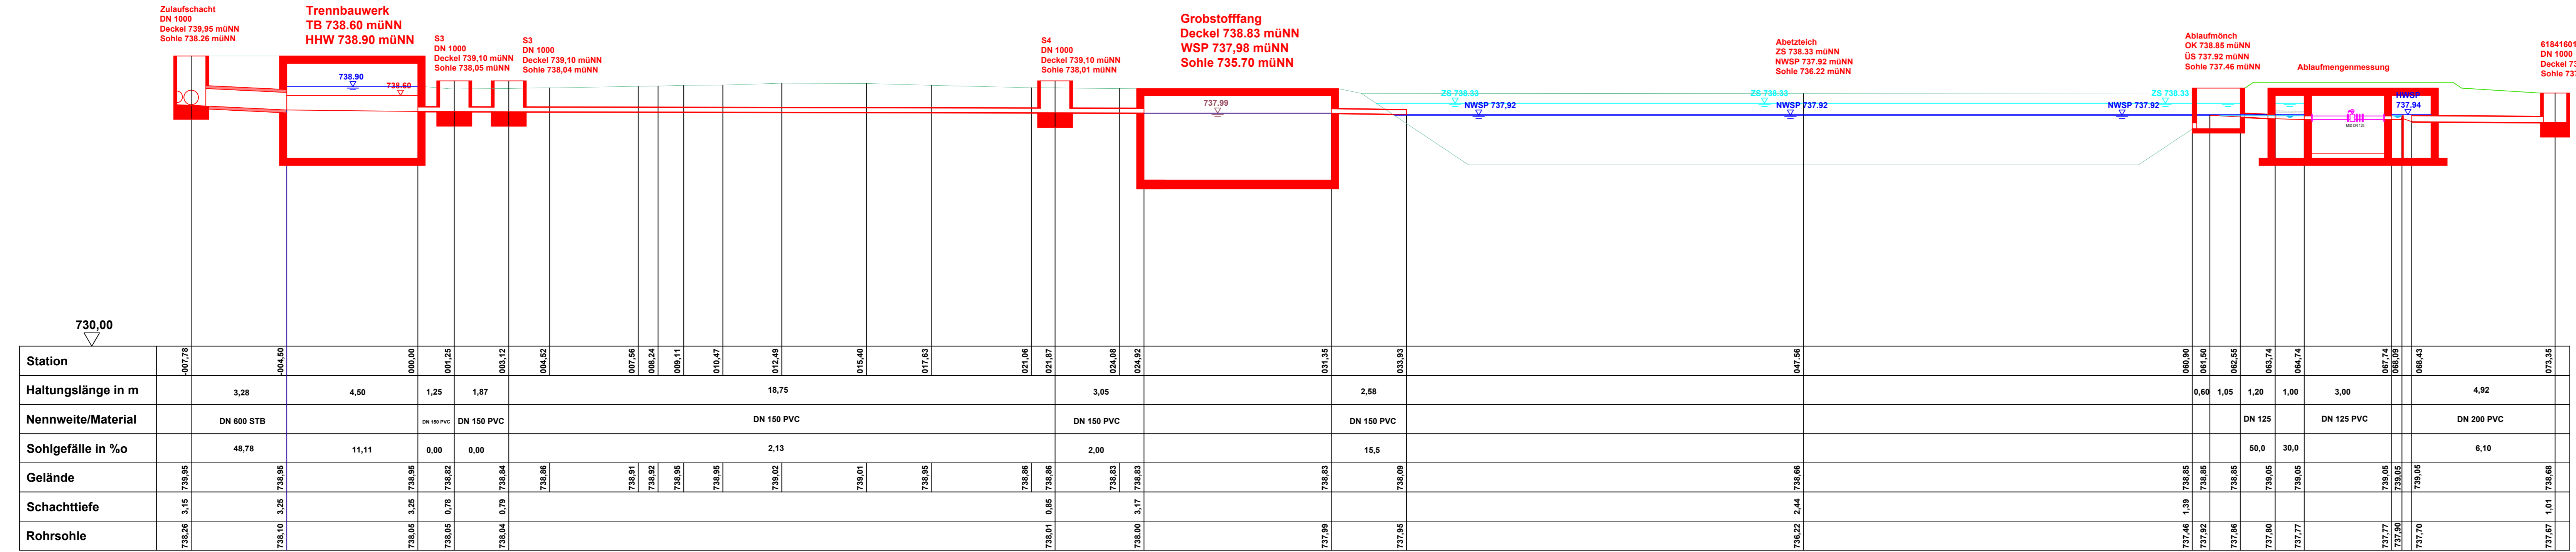 Zulaufschacht
DN 1000
Deckel 739,95 müNN
Sohle 738.26 müNN
Trennbauwerk
TB 738.60 müNN
HHW 738.90 müNN
S3
DN 1000
Deckel 739,10 müNN
Sohle 738,05 müNN
S3
DN 1000
Deckel 739,10 müNN
Sohle 738,04 müNN
S4
DN 1000
Deckel 739,10 müNN
Sohle 738,01 müNN
Grobstofffang
Deckel 738.83 müNN
WSP 737,98 müNN
Sohle 735.70 müNN
Abetzteich
ZS 738.33 müNN
NWSP 737.92 müNN
Sohle 736.22 müNN
Ablaufmönch
OK 738.85 müNN
ÜS 737.92 müNN
Sohle 737.46 müNN
Ablaufmengenmessung
61841601
DN 1000
Deckel 73
Sohle 737
738.90
738.60
737.99
ZS 738.33
NWSP 737,92
ZS 738.33
NWSP 737.92
ZS 738.33
NWSP 737.92
MID DN 125
HWSP
737.94
730,00
Station -007,78 -004,50 000,00 001,25 003,12 004,52 007,56 008,24 009,11 010,47 012,49 015,40 017,63 021,06 021,87 024,08 024,92 031,35 033,93 047.56 060,90 061,50 062,55 063,74 064,74 067,74 068,09 068,43 073,35
Haltungslänge in m 3,28 4,50 1,25 1,87 18,75 3,05 2,58 0,60 1,05 1,20 1,00 3,00 4,92
Nennweite/Material DN 600 STB DN 150 PVC DN 150 PVC DN 150 PVC DN 150 PVC DN 150 PVC DN 125 DN 125 PVC DN 200 PVC
Sohlgefälle in %o 48,78 11,11 0,00 0,00 2,13 2,00 15,5 50,0 30,0 6,10
Gelände 739,95 738,95 738,95 738,82 738,84 738,86 738,91 738,92 738,95 738,95 739,02 739,01 738,95 738,86 738,86 738,83 738,83 738,83 738,09 738,66 738,85 738,85 738,85 739,05 739,05 739,05 739,05 739,05 738,68
Schachttiefe 3,15 3,25 3,25 0,78 0,79 0,85 3,17 2,44 1,39 1,01
Rohrsohle 738,26 738,10 738,05 738,05 738,04 738,01 738.00 737,99 737,95 736,22 737,46 737,92 737,86 737,80 737,77 737,77 737,90 737,70 737,67